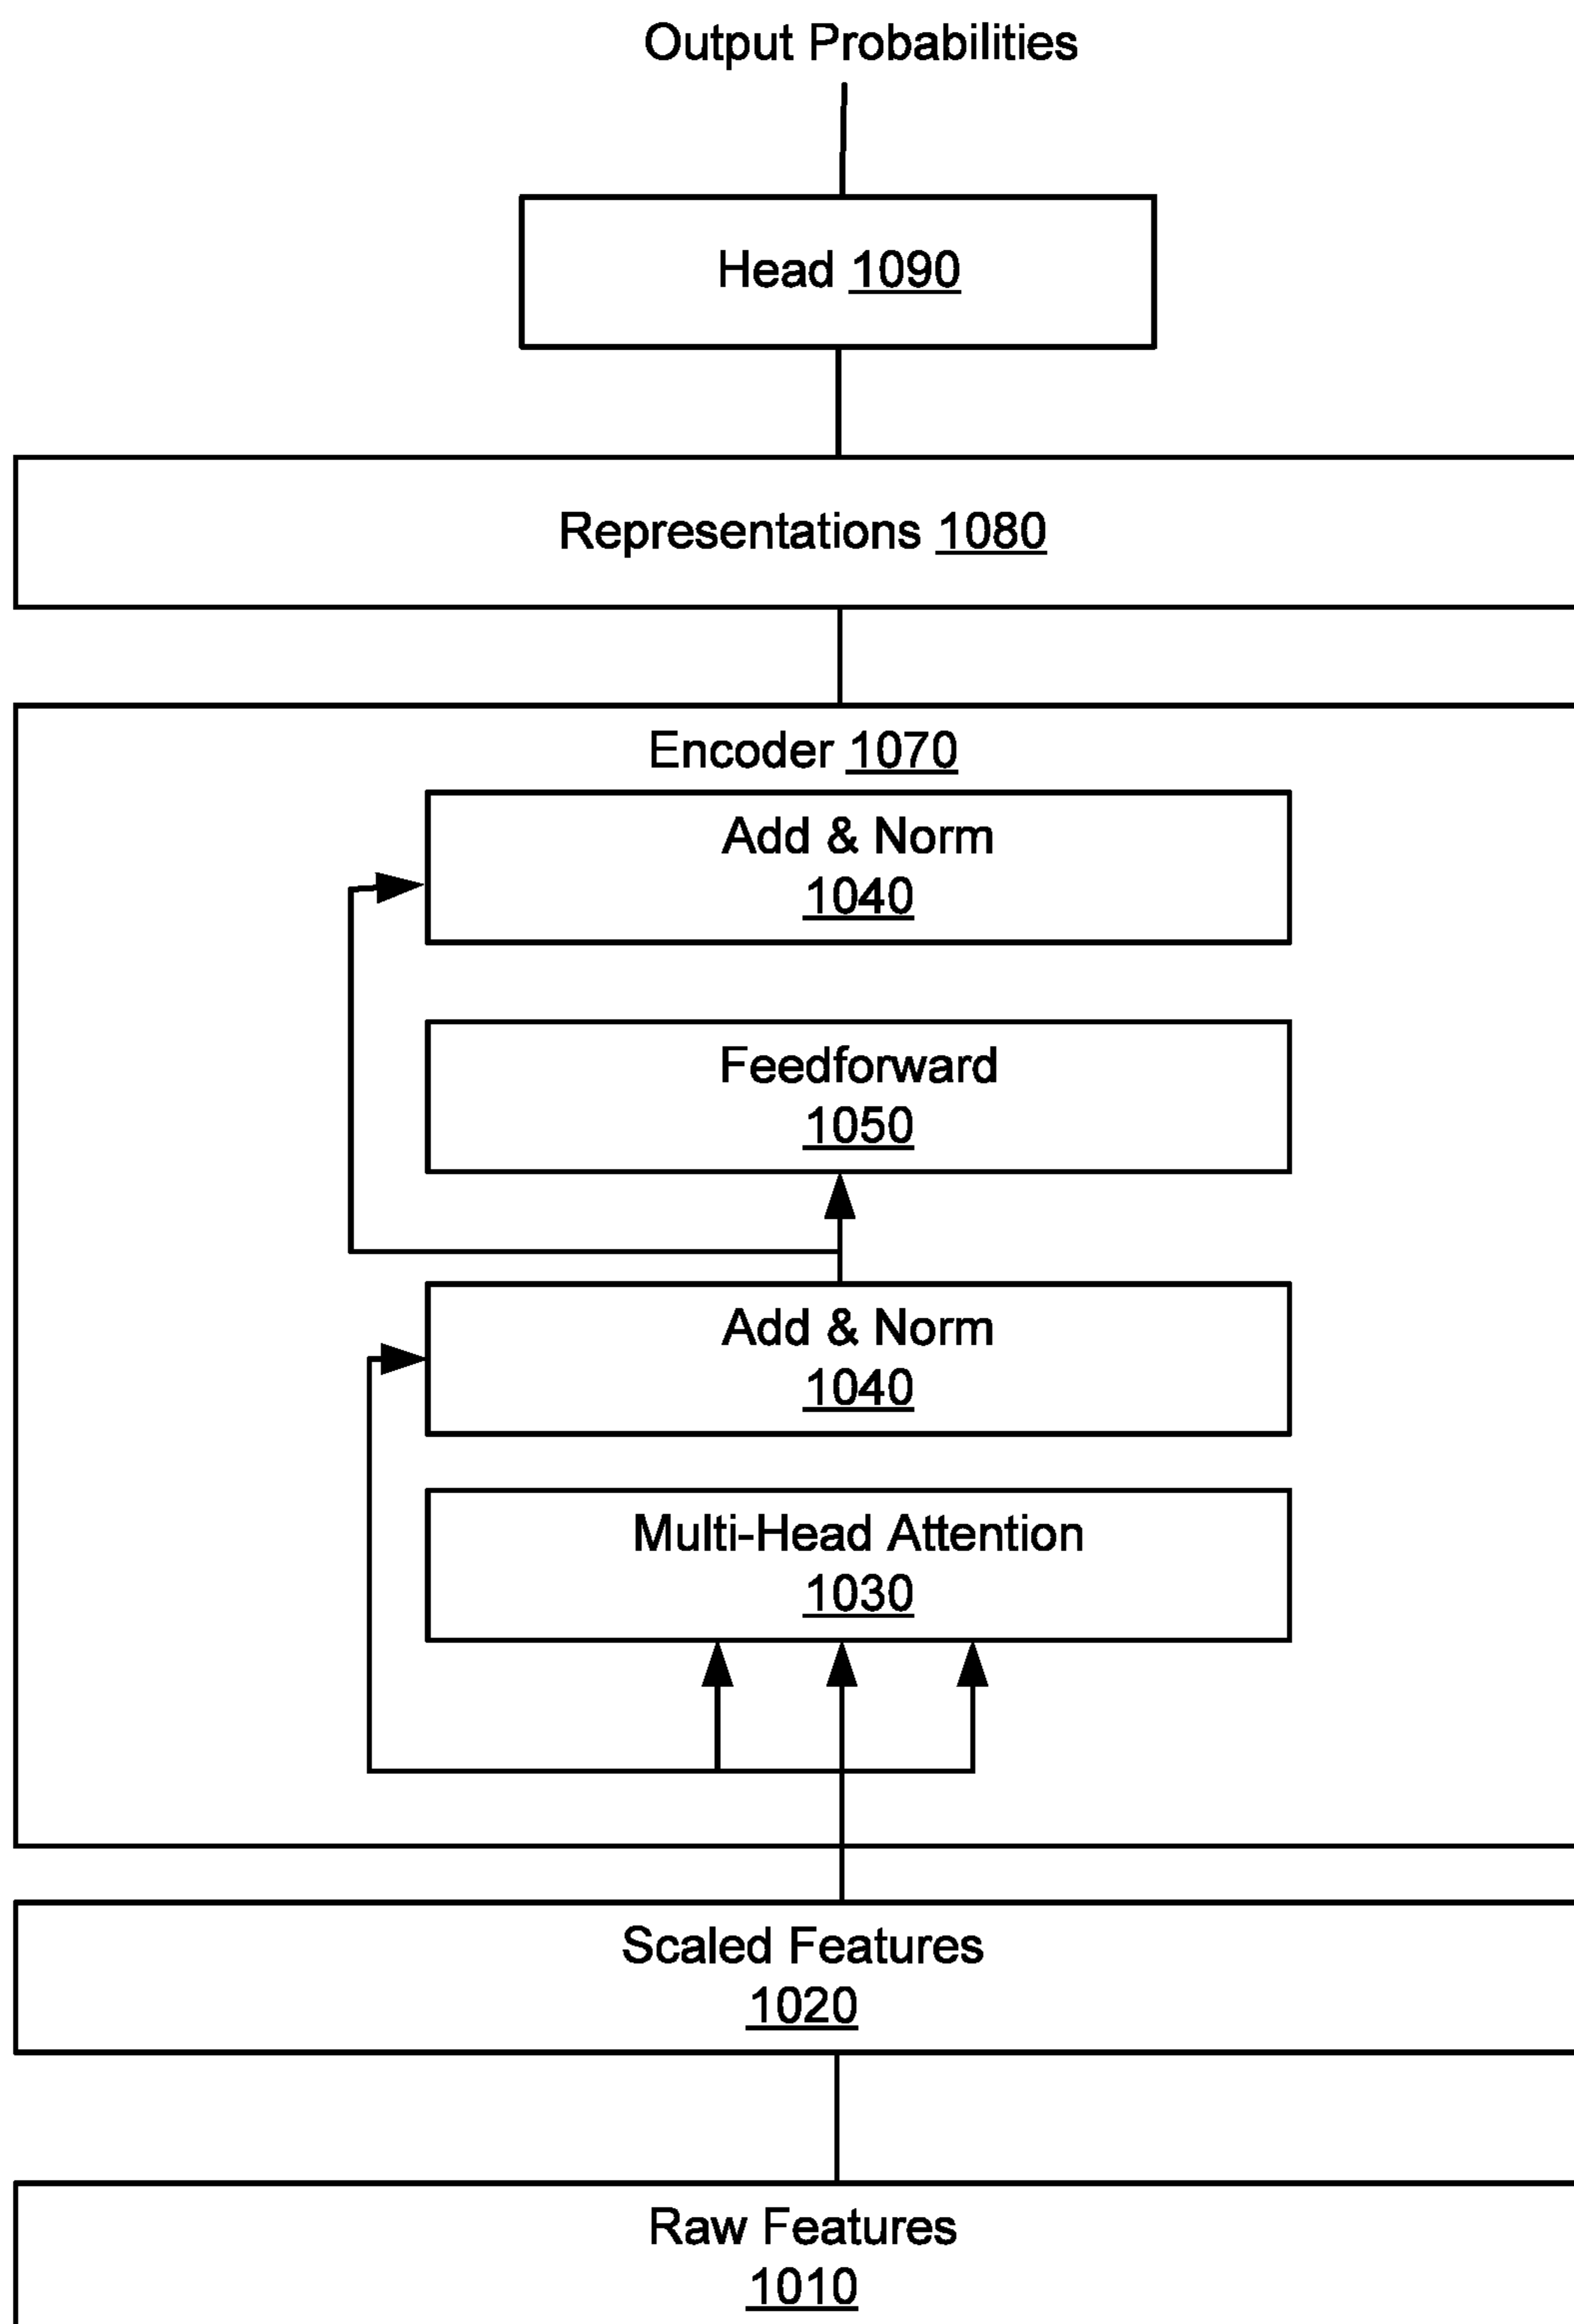 Output Probabilities
Head 1090
Representations 1080
Encoder 1070
Add & Norm
1040
Feedforward
1050
Add & Norm
1040
Multi-Head Attention
1030
Scaled Features
1020
Raw Features
1010